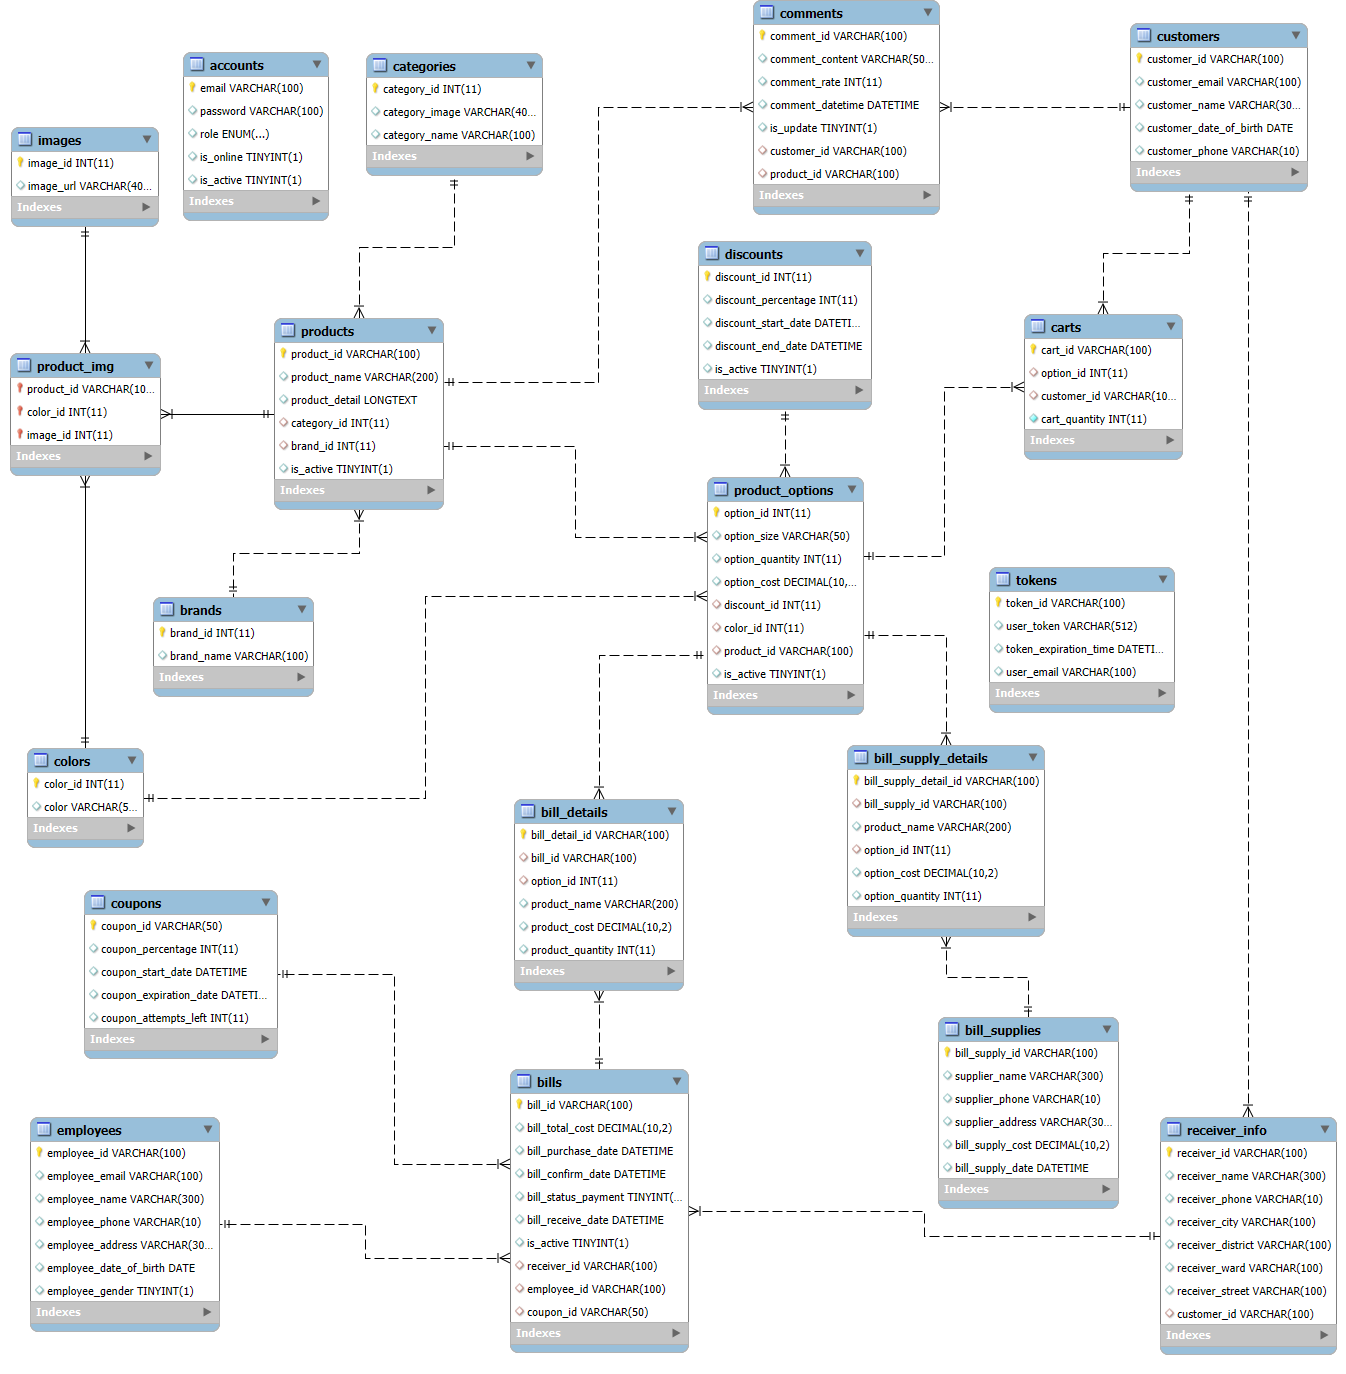 comments
comment_id VARCHAR(100)
comment_content VARCHAR(50...
comment_rate INT(11)
comment_datetime DATETIME
is_update TINYINT(1)
customer_id VARCHAR(100)
product_id VARCHAR(100)
Indexes
customers
customer_id VARCHAR(100)
customer_email VARCHAR(100)
customer_name VARCHAR(30...
customer_date_of_birth DATE
customer_phone VARCHAR(10)
Indexes
accounts
email VARCHAR(100)
password VARCHAR(100)
role ENUM(...)
is_online TINYINT(1)
is_active TINYINT(1)
Indexes
categories
category_id INT(11)
category_image VARCHAR(40...
category_name VARCHAR(100)
Indexes
images
image_id INT(11)
image_url VARCHAR(40...
Indexes
discounts
discount_id INT(11)
discount_percentage INT(11)
discount_start_date DATETI...
discount_end_date DATETIME
is_active TINYINT(1)
Indexes
carts
cart_id VARCHAR(100)
option_id INT(11)
customer_id VARCHAR(10...
cart_quantity INT(11)
Indexes
products
product_id VARCHAR(100)
product_name VARCHAR(200)
product_detail LONGTEXT
category_id INT(11)
brand_id INT(11)
is_active TINYINT(1)
Indexes
product_img
product_id VARCHAR(10...
color_id INT(11)
image_id INT(11)
Indexes
product_options
option_id INT(11)
option_size VARCHAR(50)
option_quantity INT(11)
option_cost DECIMAL(10,...
discount_id INT(11)
color_id INT(11)
product_id VARCHAR(100)
is_active TINYINT(1)
Indexes
tokens
token_id VARCHAR(100)
user_token VARCHAR(512)
token_expiration_time DATETI...
user_email VARCHAR(100)
Indexes
brands
brand_id INT(11)
brand_name VARCHAR(100)
Indexes
colors
color_id INT(11)
color VARCHAR(5...
Indexes
bill_supply_details
bill_supply_detail_id VARCHAR(100)
bill_supply_id VARCHAR(100)
product_name VARCHAR(200)
option_id INT(11)
option_cost DECIMAL(10,2)
option_quantity INT(11)
Indexes
bill_details
bill_detail_id VARCHAR(100)
bill_id VARCHAR(100)
option_id INT(11)
product_name VARCHAR(200)
product_cost DECIMAL(10,2)
product_quantity INT(11)
Indexes
coupons
coupon_id VARCHAR(50)
coupon_percentage INT(11)
coupon_start_date DATETIME
coupon_expiration_date DATETI...
coupon_attempts_left INT(11)
Indexes
bill_supplies
bill_supply_id VARCHAR(100)
supplier_name VARCHAR(300)
supplier_phone VARCHAR(10)
supplier_address VARCHAR(30...
bill_supply_cost DECIMAL(10,2)
bill_supply_date DATETIME
Indexes
bills
bill_id VARCHAR(100)
bill_total_cost DECIMAL(10,2)
bill_purchase_date DATETIME
bill_confirm_date DATETIME
bill_status_payment TINYINT(...
bill_receive_date DATETIME
is_active TINYINT(1)
receiver_id VARCHAR(100)
employee_id VARCHAR(100)
coupon_id VARCHAR(50)
Indexes
employees
employee_id VARCHAR(100)
employee_email VARCHAR(100)
employee_name VARCHAR(300)
employee_phone VARCHAR(10)
employee_address VARCHAR(30...
employee_date_of_birth DATE
employee_gender TINYINT(1)
Indexes
receiver_info
receiver_id VARCHAR(100)
receiver_name VARCHAR(300)
receiver_phone VARCHAR(10)
receiver_city VARCHAR(100)
receiver_district VARCHAR(100)
receiver_ward VARCHAR(100)
receiver_street VARCHAR(100)
customer_id VARCHAR(100)
Indexes